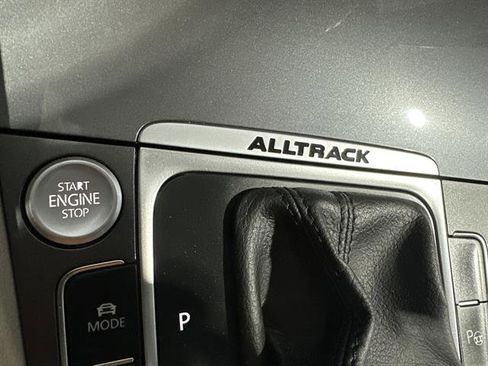 ALLTRACK
START
ENGINE
STOP
MODE
P
P